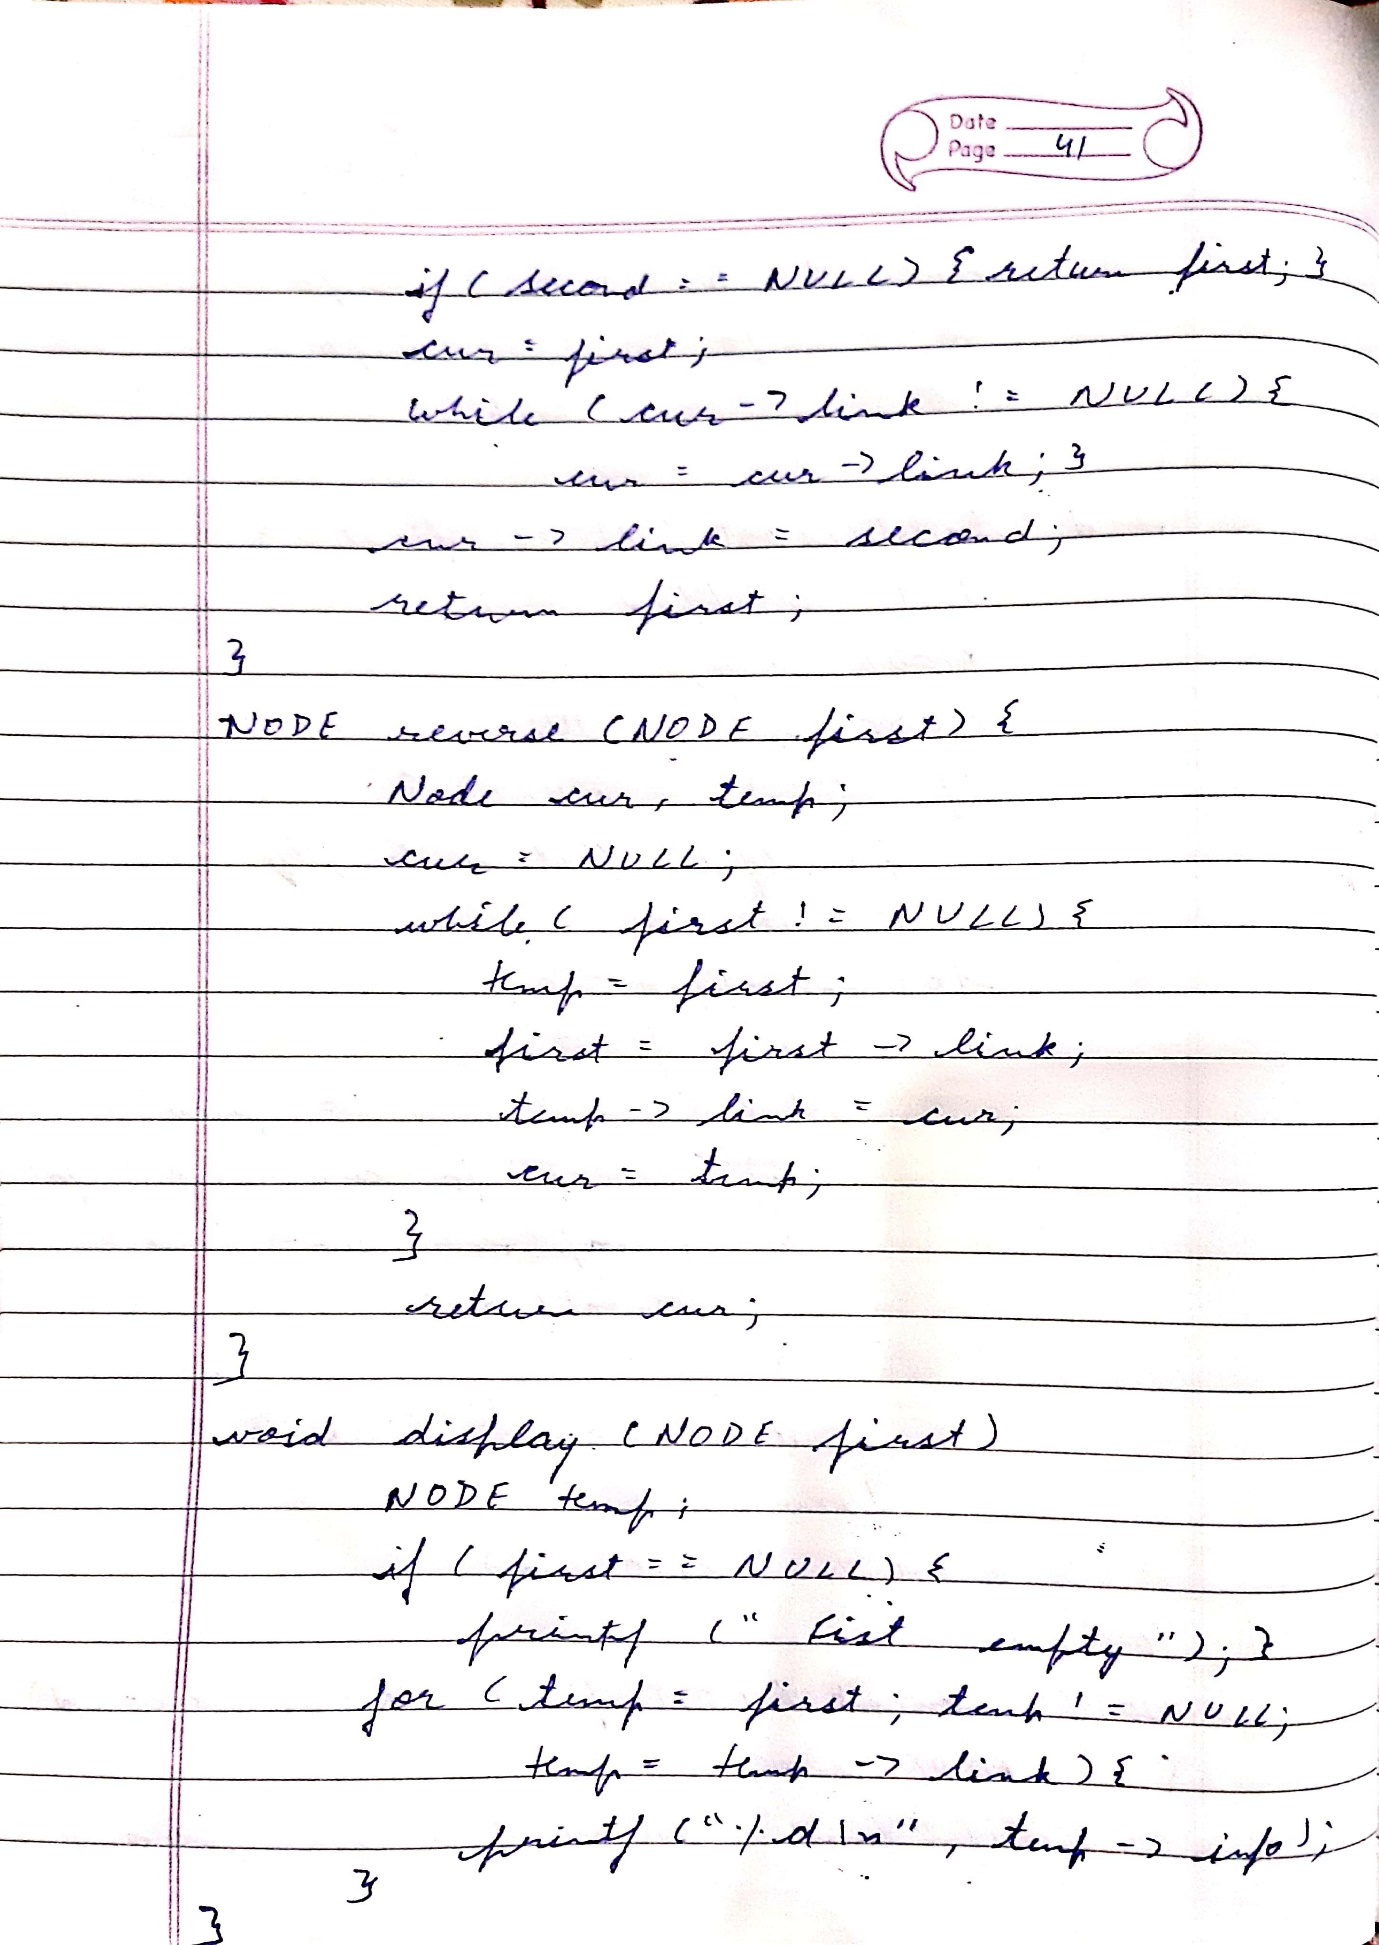 Date
Page 41
if ( second == NULL) { return first; }
cur = first;
while ( cur -> link != NULL) {
cur = cur -> link; }
cur -> link = second;
return first;
}
NODE reverse (NODE first) {
Node cur, temp;
cur = NULL;
while ( first != NULL) {
temp = first;
first = first -> link;
temp -> link = cur;
cur = temp;
}
return cur;
}
void display (NODE first)
NODE temp;
if ( first == NULL) {
printf (" List empty "); }
for ( temp = first; temp != NULL;
temp = temp -> link) {
printf ("%d\n", temp -> info);
}
}